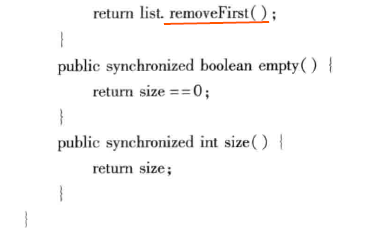 return list. removeFirst( );
}
public synchronized boolean empty( ) {
return size ==0;
}
public synchronized int size( ) {
return size;
}
}